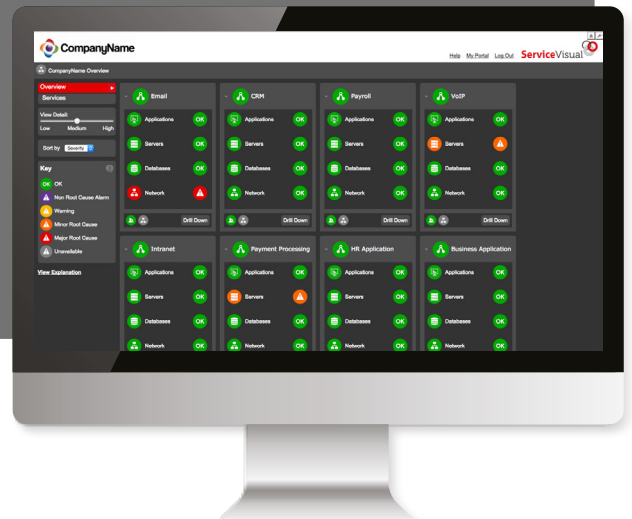 CompanyName
Help My Portal Log Out ServiceVisual
CompanyName Overview
Overview
Services
View Detail:
Low Medium High
Sort by Severity
Key
OK OK
Non Root Cause Alarm
Warning
Minor Root Cause
Major Root Cause
Unavailable
View Explanation
Email
Applications OK
Servers OK
Databases OK
Network
Drill Down
CRM
Applications OK
Servers OK
Databases OK
Network OK
Drill Down
Payroll
Applications OK
Servers OK
Databases OK
Network OK
Drill Down
VoIP
Applications OK
Servers
Databases OK
Network OK
Drill Down
Intranet
Applications OK
Servers OK
Databases OK
Network OK
Payment Processing
Applications OK
Servers
Databases OK
Network OK
HR Application
Applications OK
Servers OK
Databases OK
Network OK
Business Application
Applications OK
Servers OK
Databases OK
Network OK